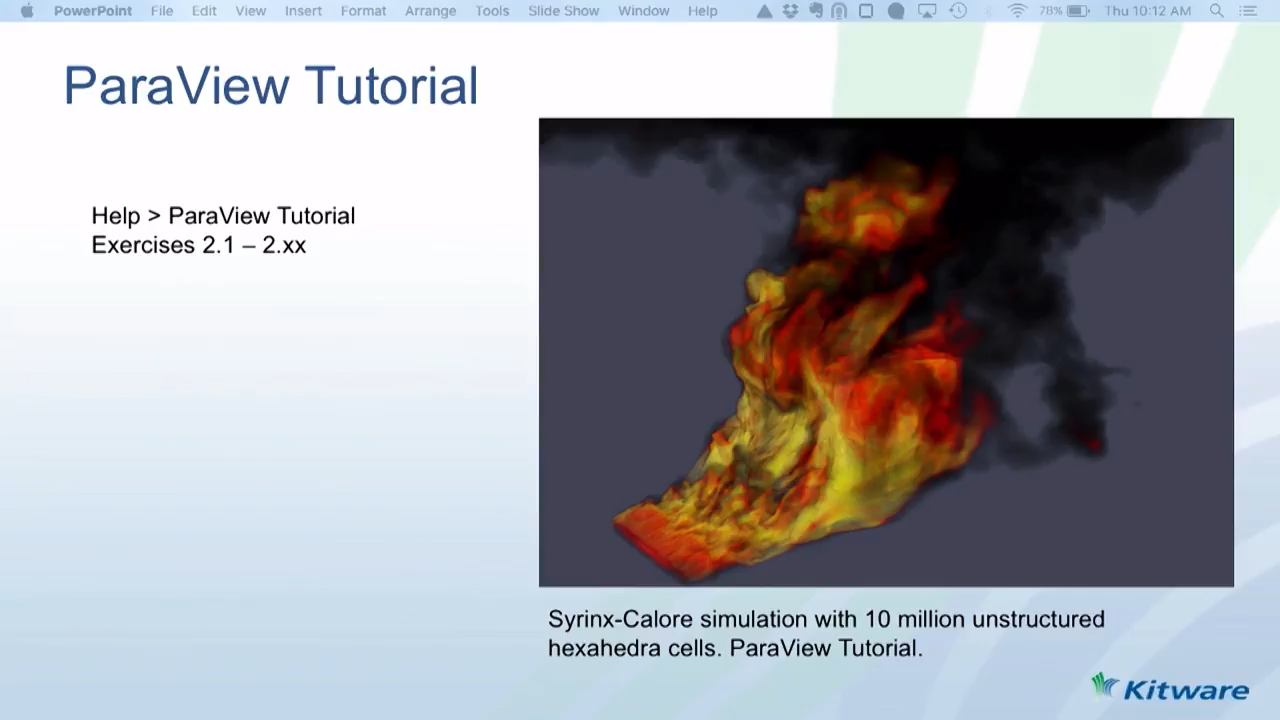 PowerPoint File Edit View Insert Format Arrange Tools Slide Show Window Help 78% Thu 10:12 AM
ParaView Tutorial
Help > ParaView Tutorial
Exercises 2.1 – 2.xx
Syrinx-Calore simulation with 10 million unstructured
hexahedra cells. ParaView Tutorial.
Kitware